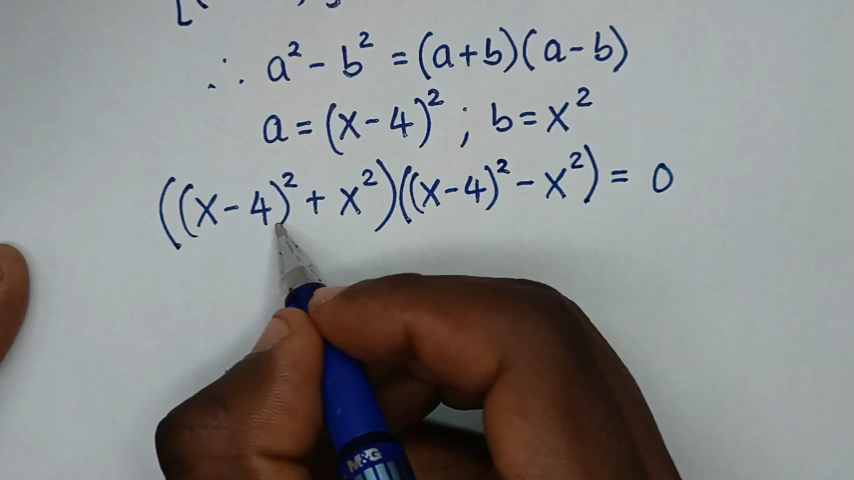 ∴ a² - b² = (a+b)(a-b)
a = (x-4)² ; b = x²
((x-4)² + x²)((x-4)² - x²) = 0
M&G